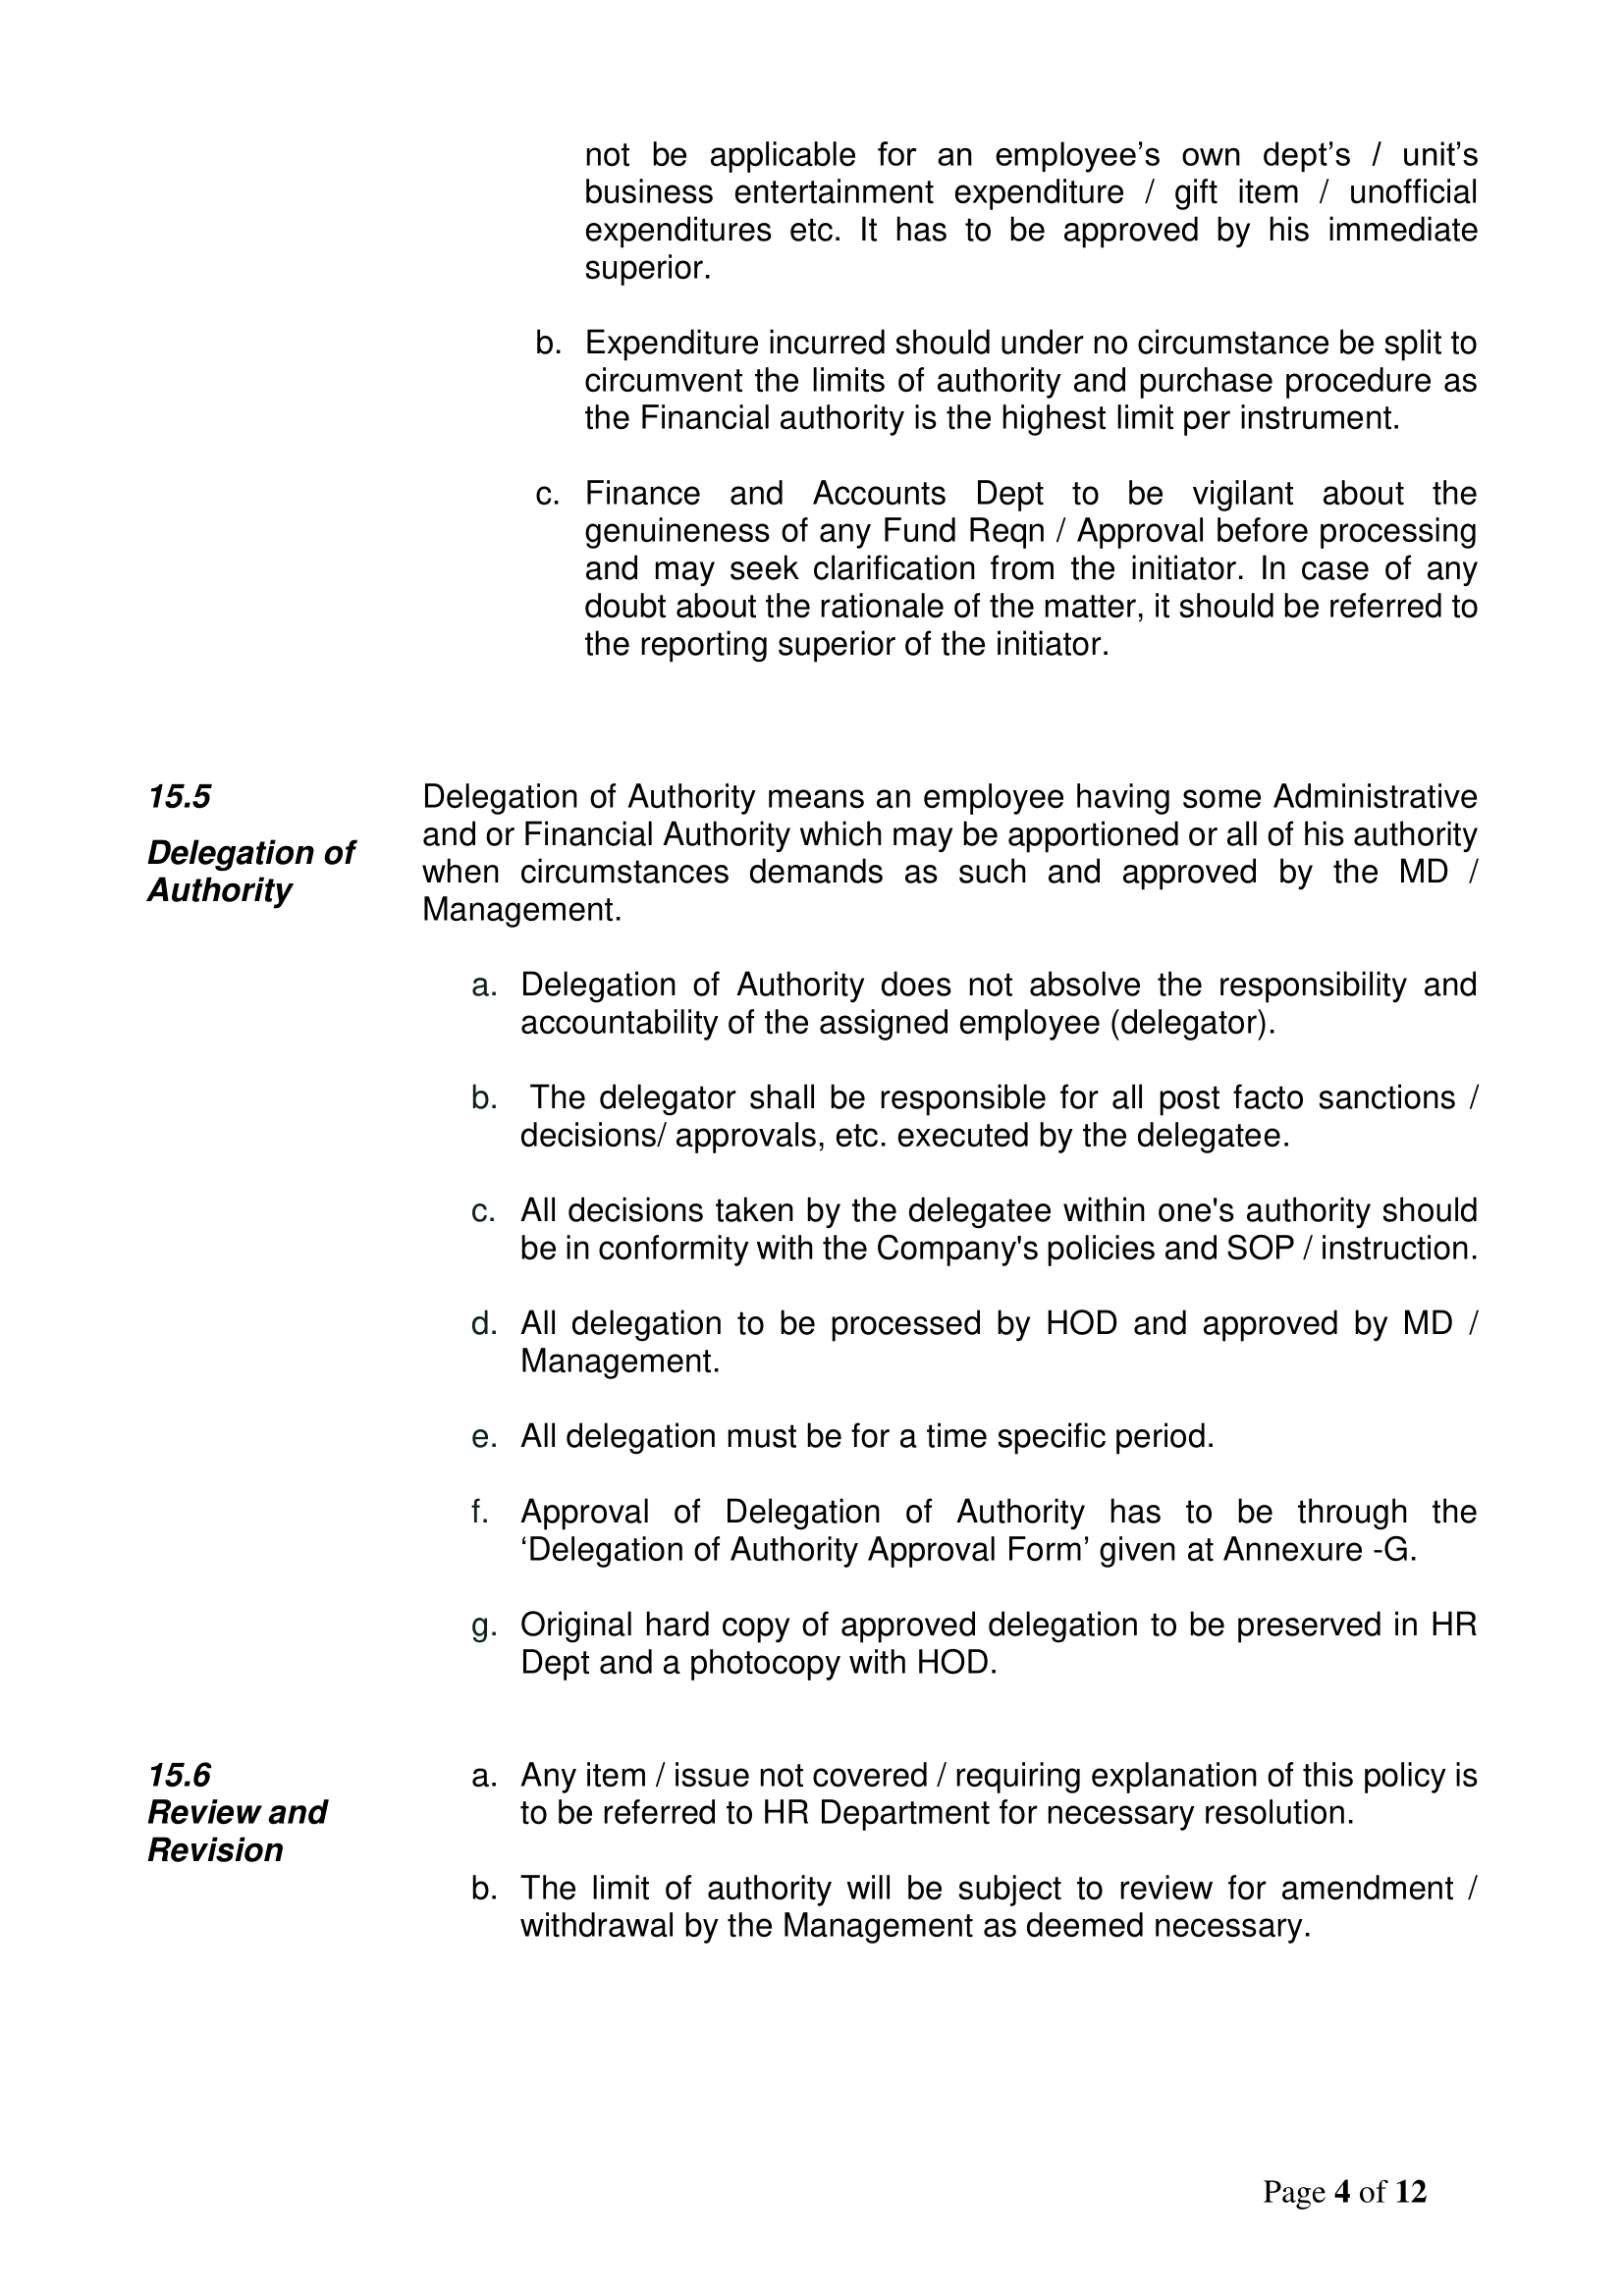 not be applicable for an employee’s own dept’s / unit’s
business entertainment expenditure / gift item / unofficial
expenditures etc. It has to be approved by his immediate
superior.
b. Expenditure incurred should under no circumstance be split to
circumvent the limits of authority and purchase procedure as
the Financial authority is the highest limit per instrument.
c. Finance and Accounts Dept to be vigilant about the
genuineness of any Fund Reqn / Approval before processing
and may seek clarification from the initiator. In case of any
doubt about the rationale of the matter, it should be referred to
the reporting superior of the initiator.
15.5
Delegation of
Authority
Delegation of Authority means an employee having some Administrative
and or Financial Authority which may be apportioned or all of his authority
when circumstances demands as such and approved by the MD /
Management.
a. Delegation of Authority does not absolve the responsibility and
accountability of the assigned employee (delegator).
b. The delegator shall be responsible for all post facto sanctions /
decisions/ approvals, etc. executed by the delegatee.
c. All decisions taken by the delegatee within one's authority should
be in conformity with the Company's policies and SOP / instruction.
d. All delegation to be processed by HOD and approved by MD /
Management.
e. All delegation must be for a time specific period.
f. Approval of Delegation of Authority has to be through the
‘Delegation of Authority Approval Form’ given at Annexure -G.
g. Original hard copy of approved delegation to be preserved in HR
Dept and a photocopy with HOD.
15.6
Review and
Revision
a. Any item / issue not covered / requiring explanation of this policy is
to be referred to HR Department for necessary resolution.
b. The limit of authority will be subject to review for amendment /
withdrawal by the Management as deemed necessary.
Page 4 of 12